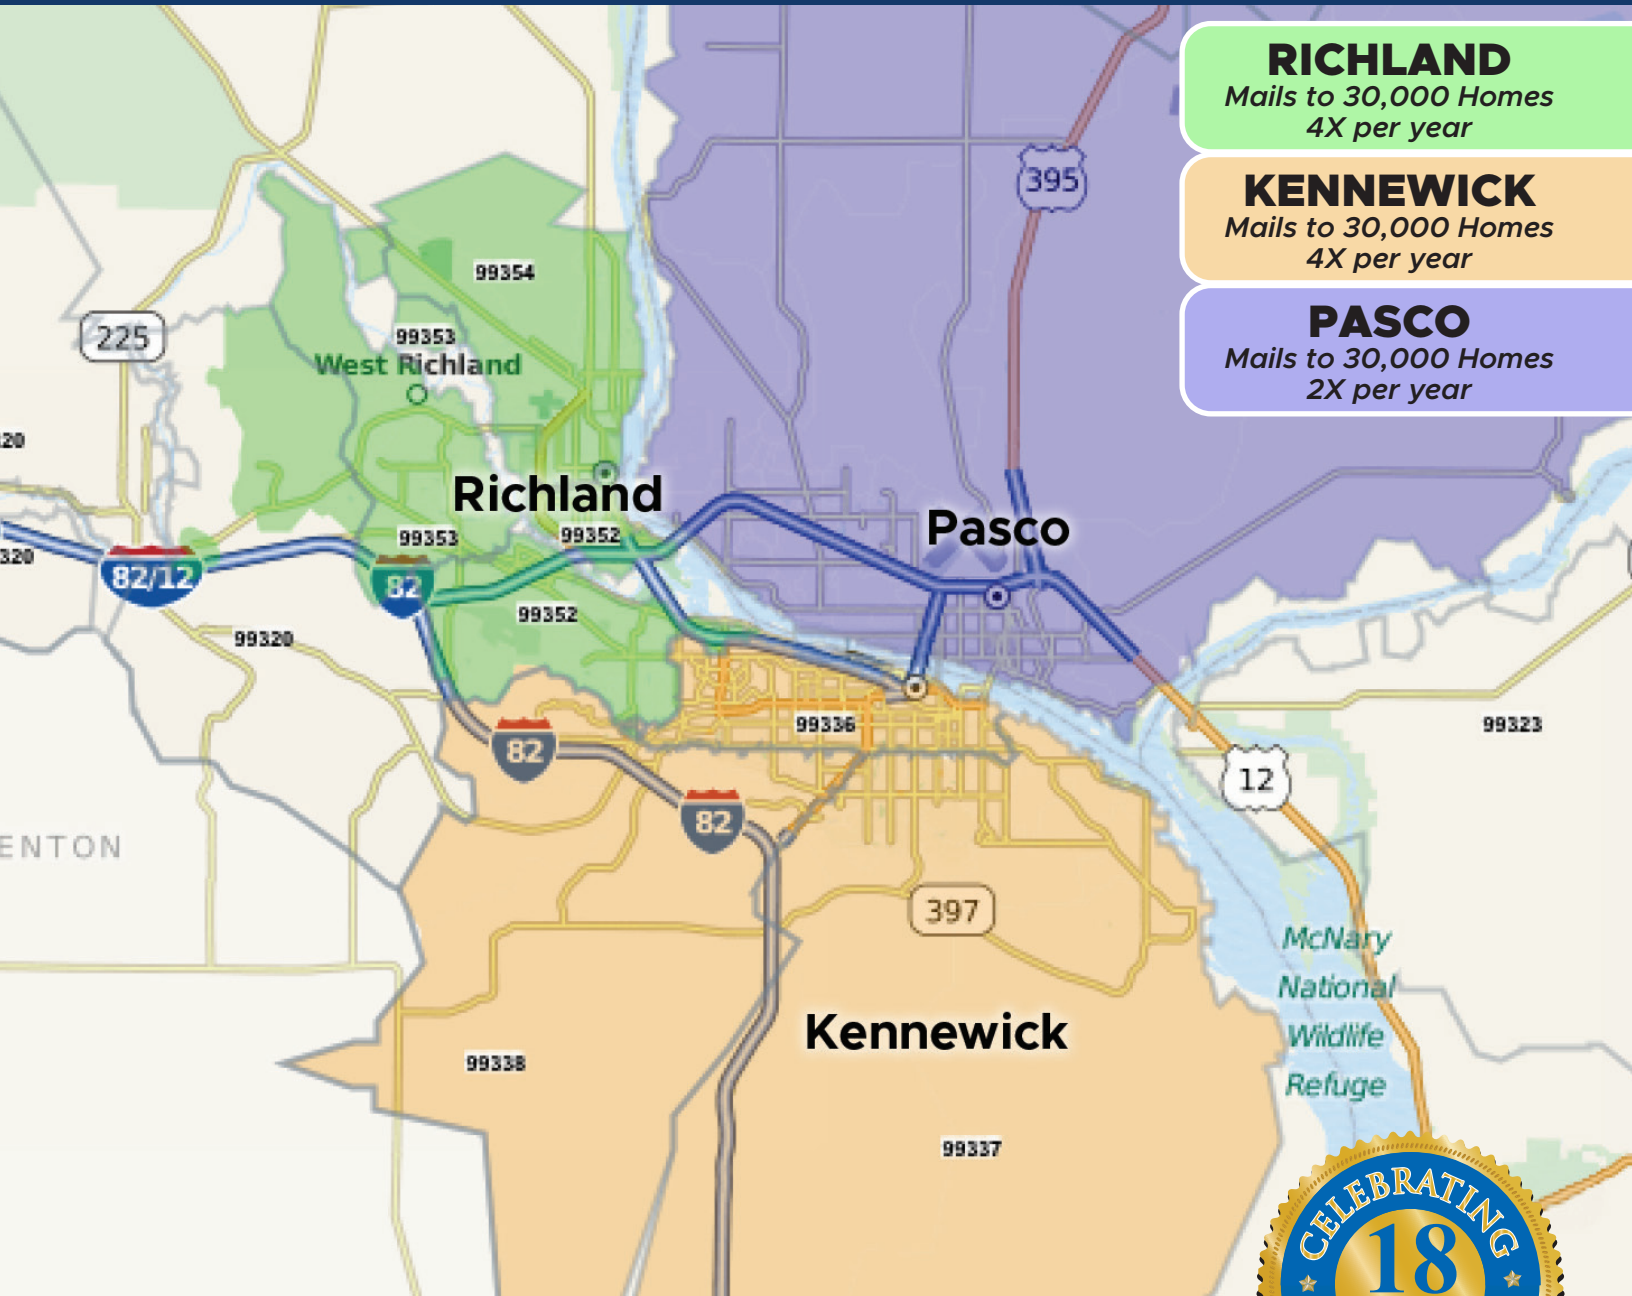 RICHLAND
Mails to 30,000 Homes
4X per year
KENNEWICK
Mails to 30,000 Homes
4X per year
PASCO
Mails to 30,000 Homes
2X per year
395
99354
225
99353
West Richland
20
Richland
Pasco
99353
99352
320
82/12
82
99352
99320
82
99336
99323
12
82
ENTON
397
McNary
National
Wildlife
Refuge
Kennewick
99338
99337
CELEBRATING
18